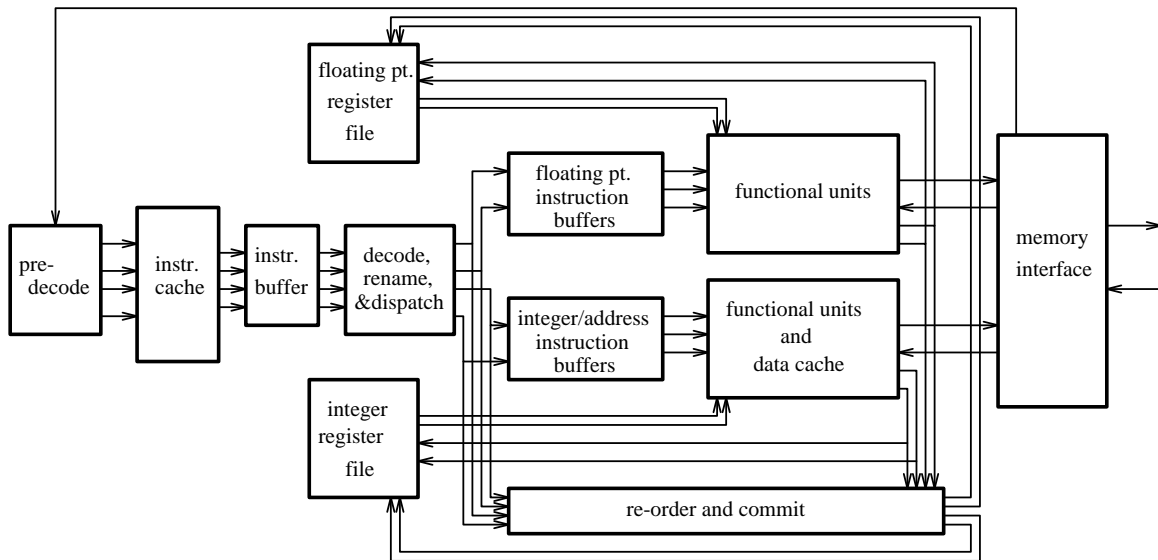 floating pt.
register
file
floating pt.
instruction
buffers
functional units
pre-
decode
instr.
cache
instr.
buffer
decode,
rename,
&dispatch
memory
interface
integer/address
instruction
buffers
functional units
and
data cache
integer
register
file
re-order and commit